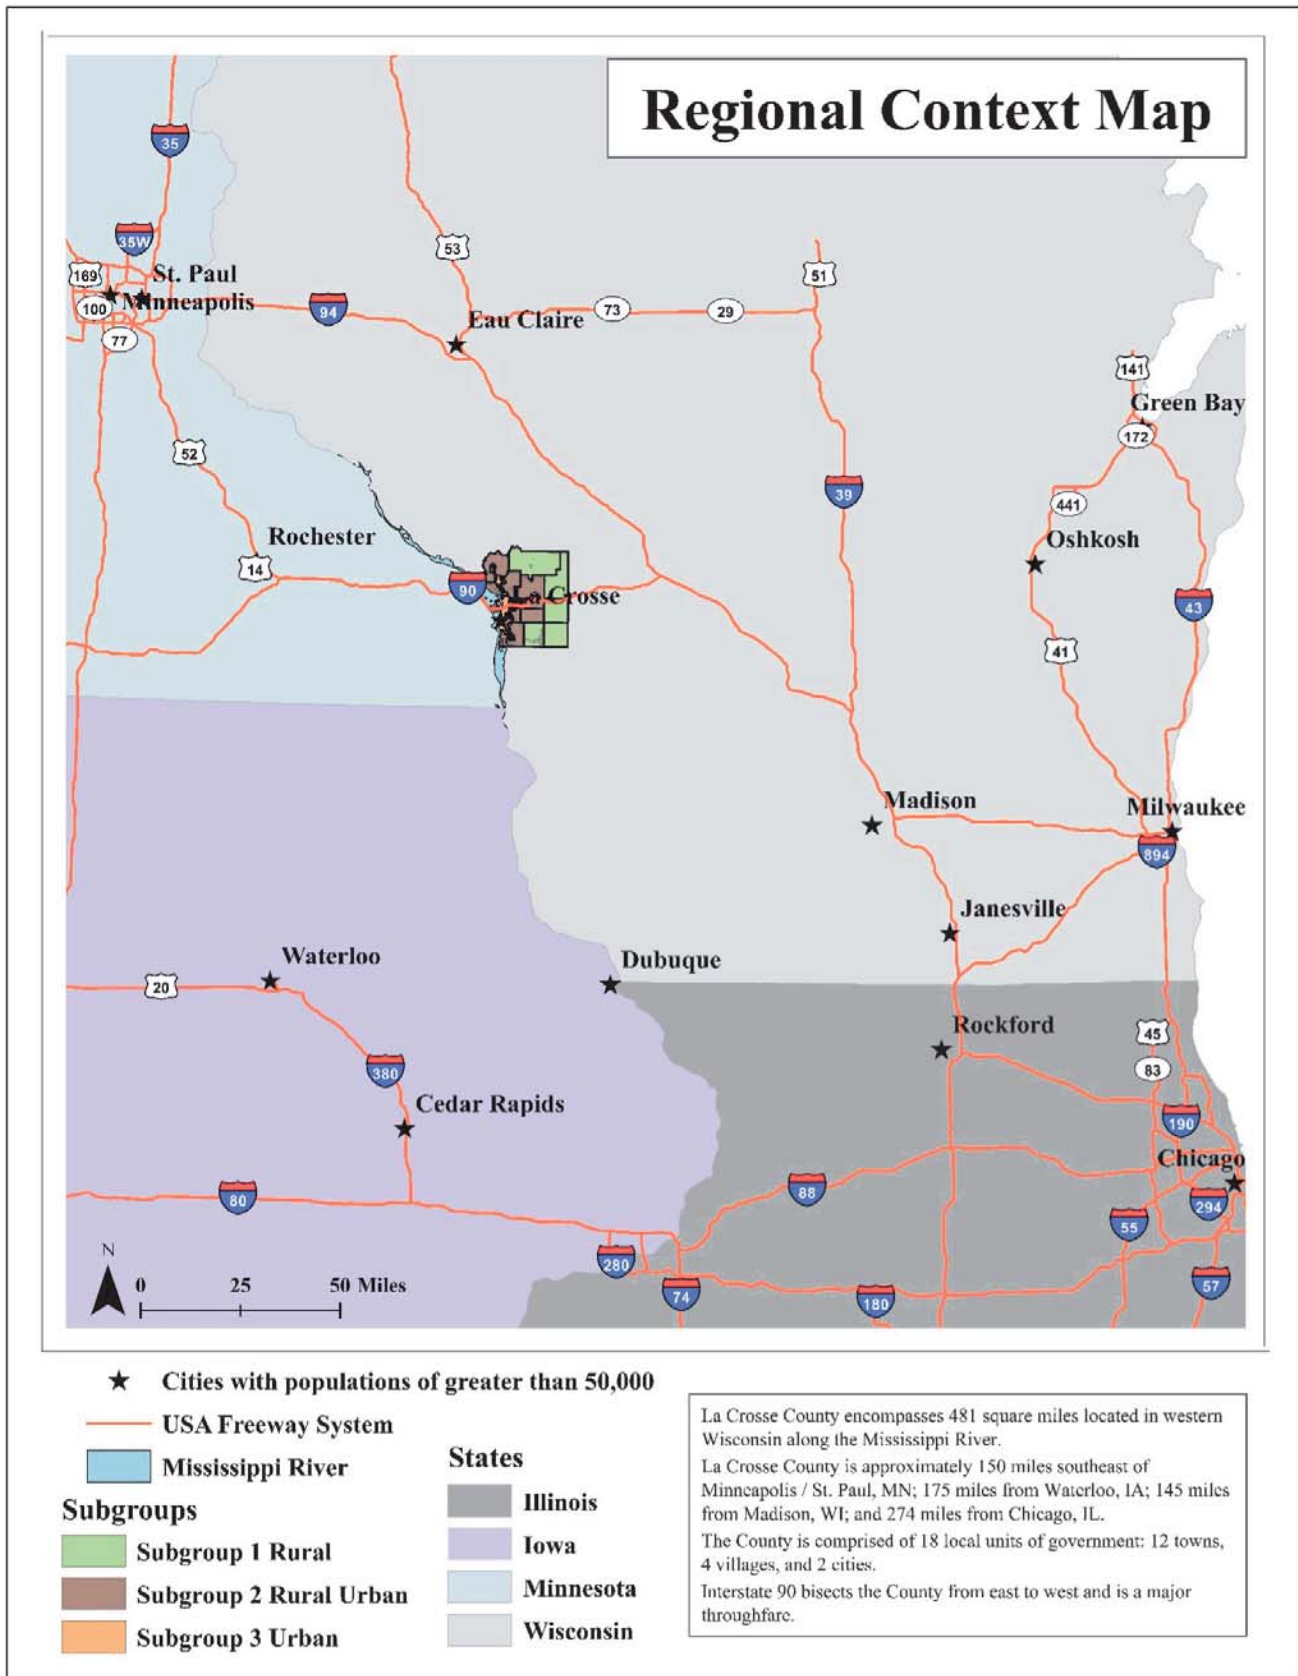 Regional Context Map
35
35W
53
169
St. Paul
51
100
Minneapolis
94
Eau Claire
73
29
77
141
Green Bay
172
52
39
441
Rochester
Oshkosh
14
90
La Crosse
43
41
Madison
Milwaukee
894
Janesville
Waterloo
Dubuque
20
Rockford
45
83
380
Cedar Rapids
190
Chicago
80
88
294
55
N
280
57
0 25 50 Miles
74
180
Cities with populations of greater than 50,000
USA Freeway System
Mississippi River
Subgroups
Subgroup 1 Rural
Subgroup 2 Rural Urban
Subgroup 3 Urban
States
Illinois
Iowa
Minnesota
Wisconsin
La Crosse County encompasses 481 square miles located in western
Wisconsin along the Mississippi River.
La Crosse County is approximately 150 miles southeast of
Minneapolis / St. Paul, MN; 175 miles from Waterloo, IA; 145 miles
from Madison, WI; and 274 miles from Chicago, IL.
The County is comprised of 18 local units of government: 12 towns,
4 villages, and 2 cities.
Interstate 90 bisects the County from east to west and is a major
throughfare.